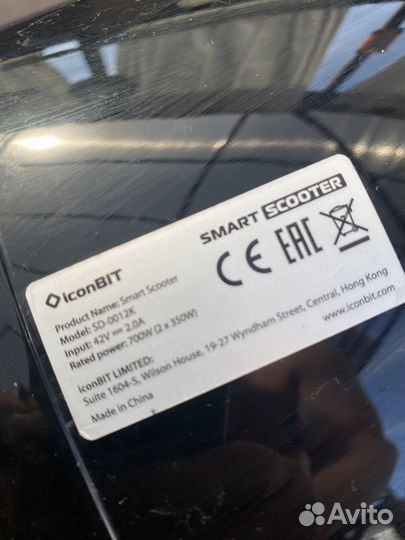 iconBIT
SMART SCOOTER
Product Name: Smart Scooter
Model: SD-0012K
Input: 42V 2.0A
Rated power: 700W (2 x 350W)
CE EAC
iconBIT LIMITED:
Suite 1604-5, Wilson House, 19-27 Wyndham Street, Central, Hong Kong
Made in China
www.iconBIT.com
Avito